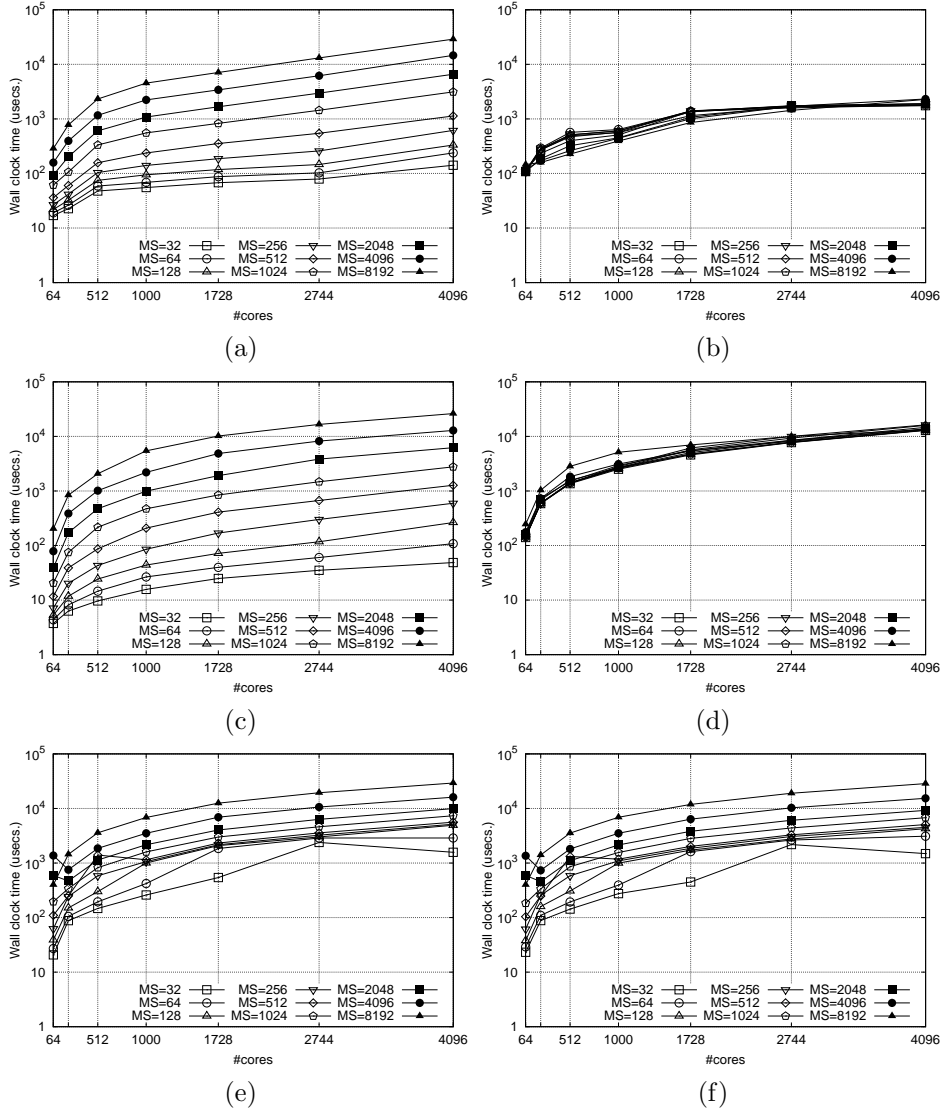 10^5
10^4
10^3
10^2
10
1
Wall clock time (usecs.)
MS=32 MS=256 MS=2048
MS=64 MS=512 MS=4096
MS=128 MS=1024 MS=8192
64 512 1000 1728 2744 4096
#cores
(a)
10^5
10^4
10^3
10^2
10
1
Wall clock time (usecs.)
MS=32 MS=256 MS=2048
MS=64 MS=512 MS=4096
MS=128 MS=1024 MS=8192
64 512 1000 1728 2744 4096
#cores
(b)
10^5
10^4
10^3
10^2
10
1
Wall clock time (usecs.)
MS=32 MS=256 MS=2048
MS=64 MS=512 MS=4096
MS=128 MS=1024 MS=8192
64 512 1000 1728 2744 4096
#cores
(c)
10^5
10^4
10^3
10^2
10
1
Wall clock time (usecs.)
MS=32 MS=256 MS=2048
MS=64 MS=512 MS=4096
MS=128 MS=1024 MS=8192
64 512 1000 1728 2744 4096
#cores
(d)
10^5
10^4
10^3
10^2
10
1
Wall clock time (usecs.)
MS=32 MS=256 MS=2048
MS=64 MS=512 MS=4096
MS=128 MS=1024 MS=8192
64 512 1000 1728 2744 4096
#cores
(e)
10^5
10^4
10^3
10^2
10
1
Wall clock time (usecs.)
MS=32 MS=256 MS=2048
MS=64 MS=512 MS=4096
MS=128 MS=1024 MS=8192
64 512 1000 1728 2744 4096
#cores
(f)